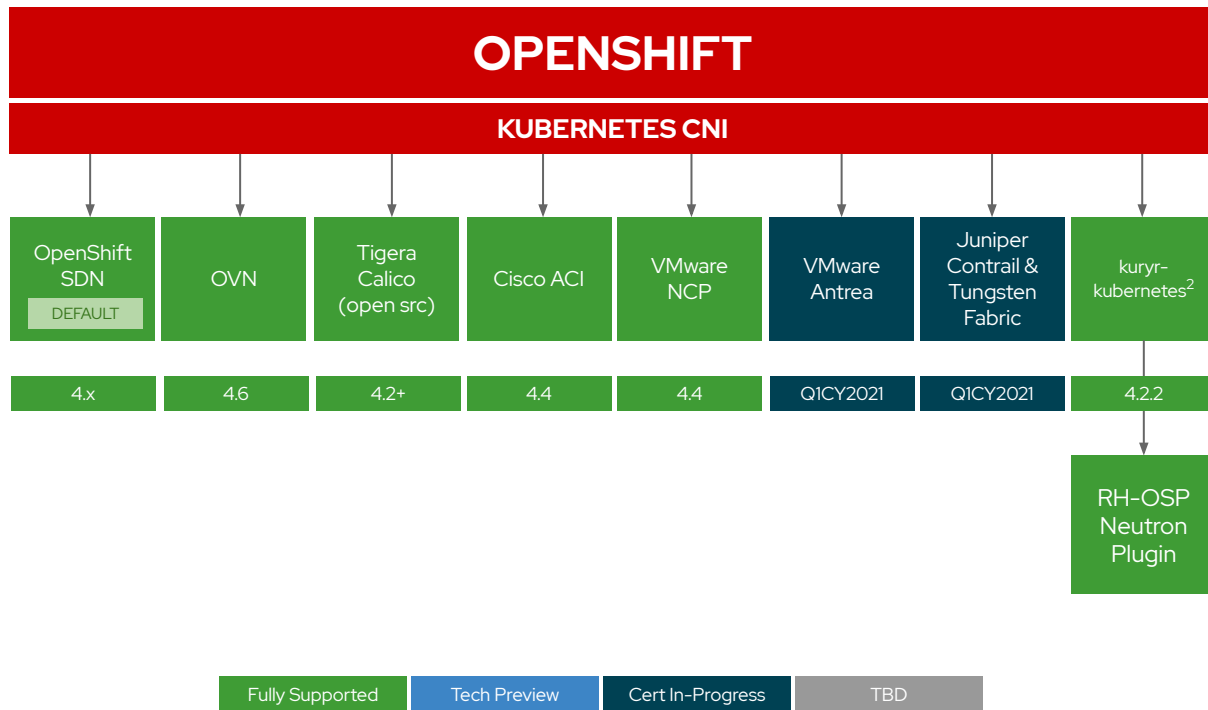 OPENSHIFT
KUBERNETES CNI
OpenShift
SDN
DEFAULT
OVN
Tigera
Calico
(open src)
Cisco ACI
VMware
NCP
VMware
Antrea
Juniper
Contrail &
Tungsten
Fabric
kuryr-
kubernetes²
4.x
4.6
4.2+
4.4
4.4
Q1CY2021
Q1CY2021
4.2.2
RH-OSP
Neutron
Plugin
Fully Supported
Tech Preview
Cert In-Progress
TBD